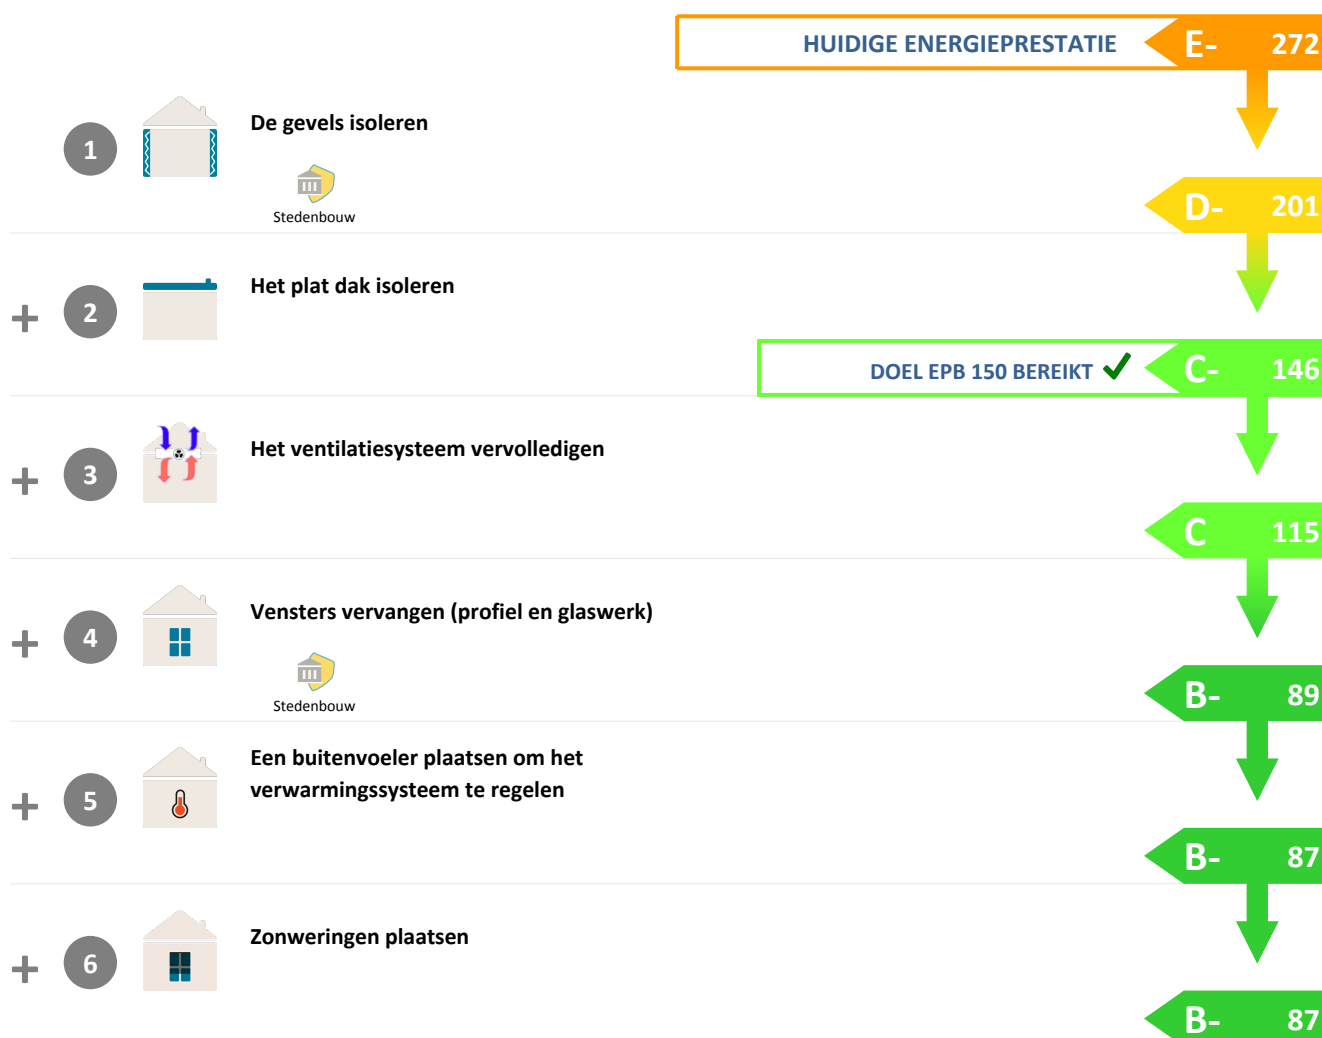 HUIDIGE ENERGIEPRESTATIE E- 272
1 De gevels isoleren
Stedenbouw
D- 201
+ 2 Het plat dak isoleren
DOEL EPB 150 BEREIKT ✔ C- 146
+ 3 Het ventilatiesysteem vervolledigen
C 115
+ 4 Vensters vervangen (profiel en glaswerk)
Stedenbouw
B- 89
Een buitenvoeler plaatsen om het
+ 5 verwarmingssysteem te regelen
B- 87
+ 6 Zonweringen plaatsen
B- 87